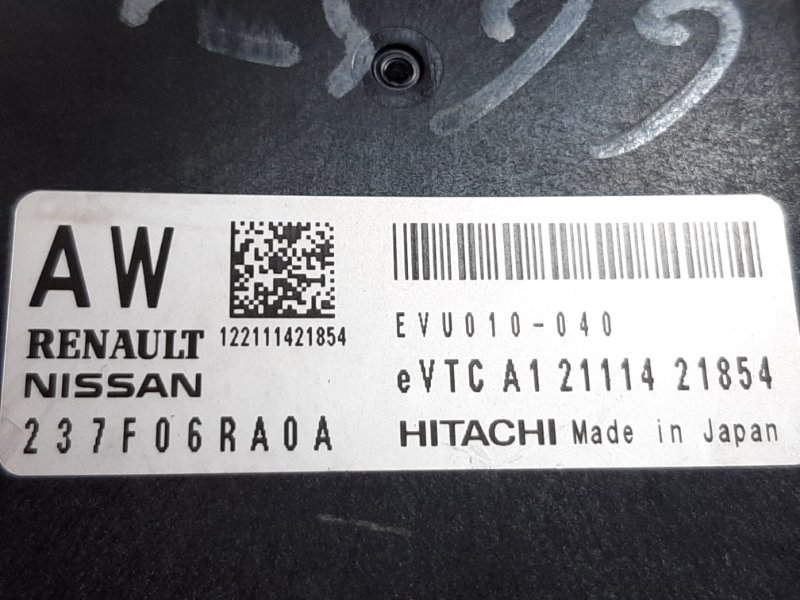 AW
RENAULT
NISSAN
237F06RA0A
122111421854
EVU010-040
eVTC A1 21114 21854
HITACHI Made in Japan